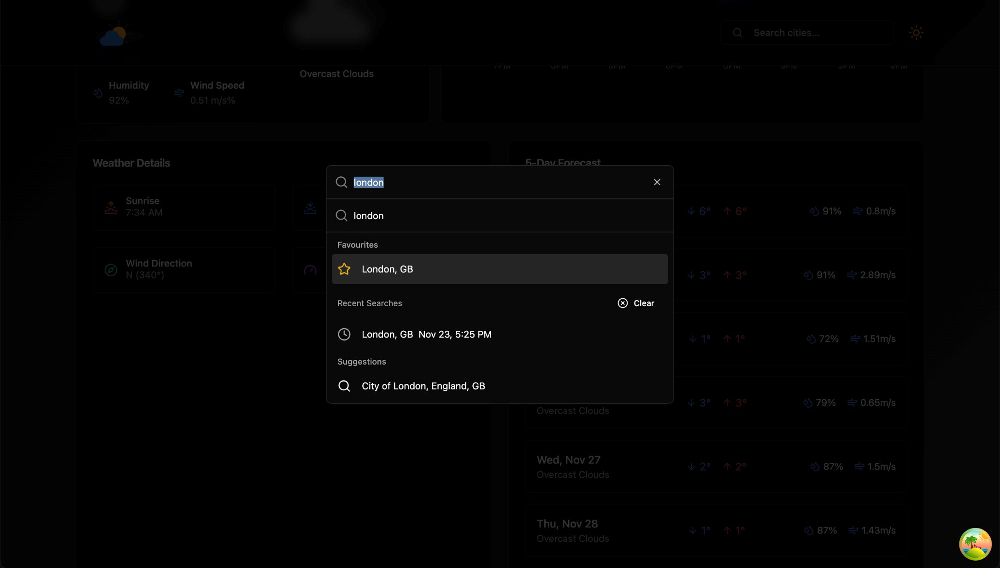 Search cities...
7PM 8PM 8PM 8PM 8PM 9PM 9PM 9PM
Overcast Clouds
Humidity
92%
Wind Speed
0.51 m/s%
Weather Details
Sunrise
7:34 AM
Wind Direction
N (340°)
5-Day Forecast
london
london
Favourites
London, GB
Recent Searches
Clear
London, GB Nov 23, 5:25 PM
Suggestions
City of London, England, GB
6° 6° 91% 0.8m/s
3° 3° 91% 2.89m/s
1° 1° 72% 1.51m/s
3° 3° 79% 0.65m/s
Overcast Clouds
Wed, Nov 27
Overcast Clouds
2° 2° 87% 1.5m/s
Thu, Nov 28
Overcast Clouds
1° 1° 87% 1.43m/s